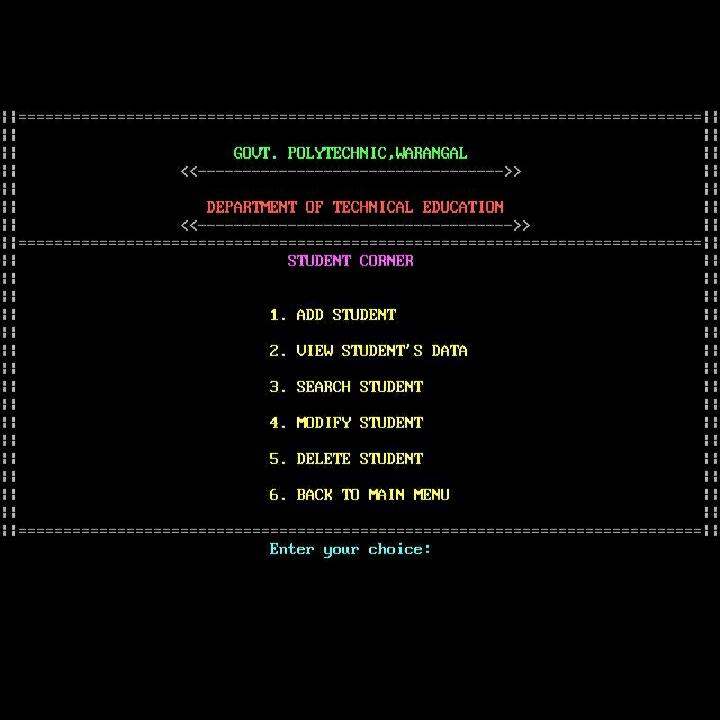 GOVT. POLYTECHNIC,WARANGAL
<<---------------------------------->>
DEPARTMENT OF TECHNICAL EDUCATION
<<----------------------------------->>
STUDENT CORNER
1. ADD STUDENT
2. VIEW STUDENT'S DATA
3. SEARCH STUDENT
4. MODIFY STUDENT
5. DELETE STUDENT
6. BACK TO MAIN MENU
Enter your choice: